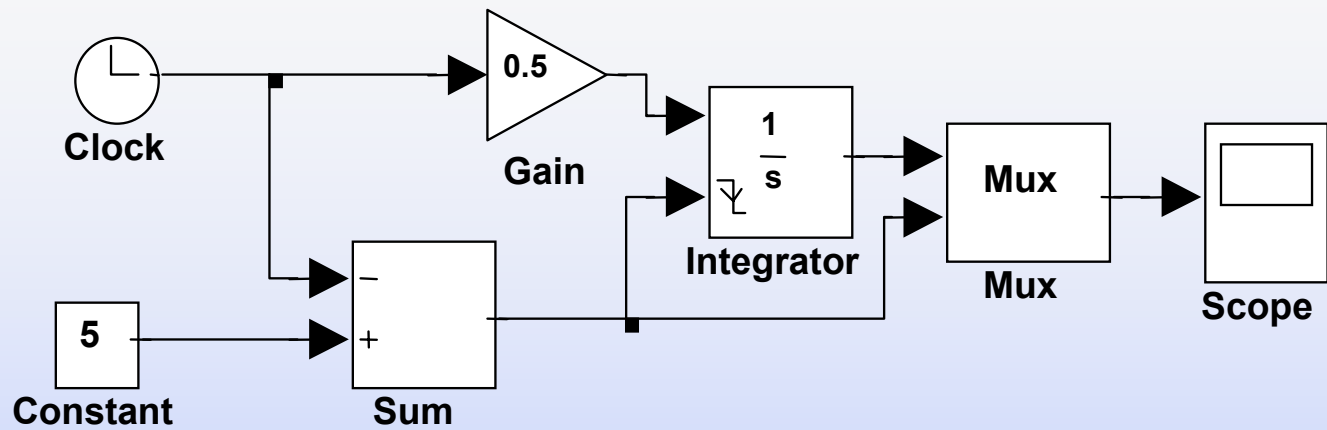 0.5
Clock
Gain
1
s
Integrator
Mux
Mux
Scope
−
+
5
Constant
Sum